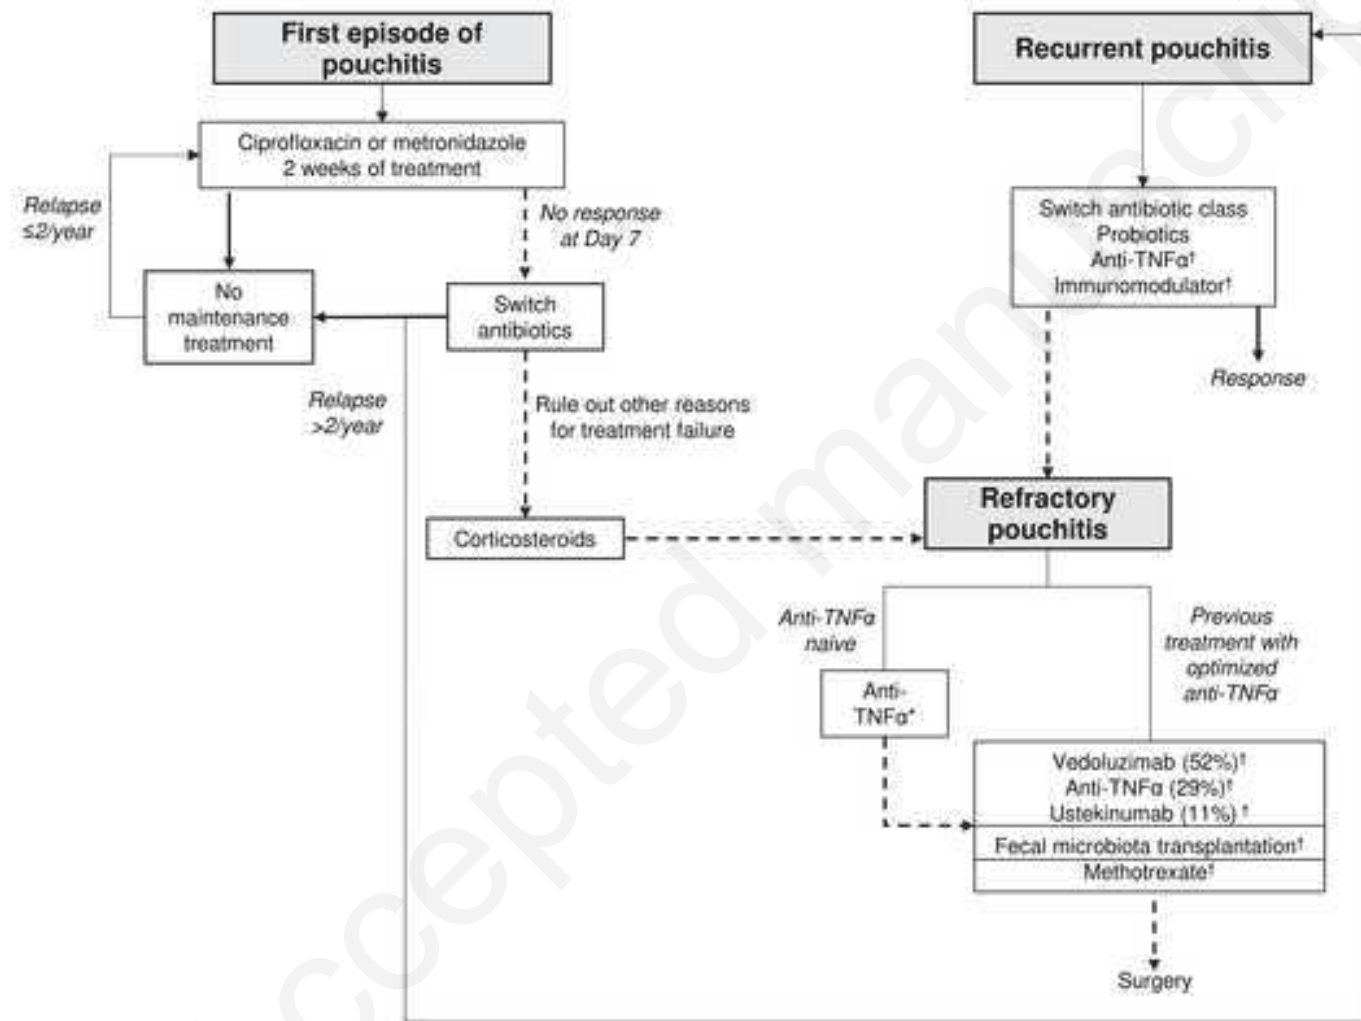 First episode of
pouchitis
Ciprofloxacin or metronidazole
2 weeks of treatment
Relapse
≤2/year
No response
at Day 7
No
maintenance
treatment
Switch
antibiotics
Relapse
>2/year
Rule out other reasons
for treatment failure
Corticosteroids
Recurrent pouchitis
Switch antibiotic class
Probiotics
Anti-TNFα†
Immunomodulator†
Response
Refractory
pouchitis
Anti-TNFα
naive
Previous
treatment with
optimized
anti-TNFα
Anti-
TNFα*
Vedoluzimab (52%)†
Anti-TNFα (29%)†
Ustekinumab (11%) †
Fecal microbiota transplantation†
Methotrexate†
Surgery
ccepted manuscrip